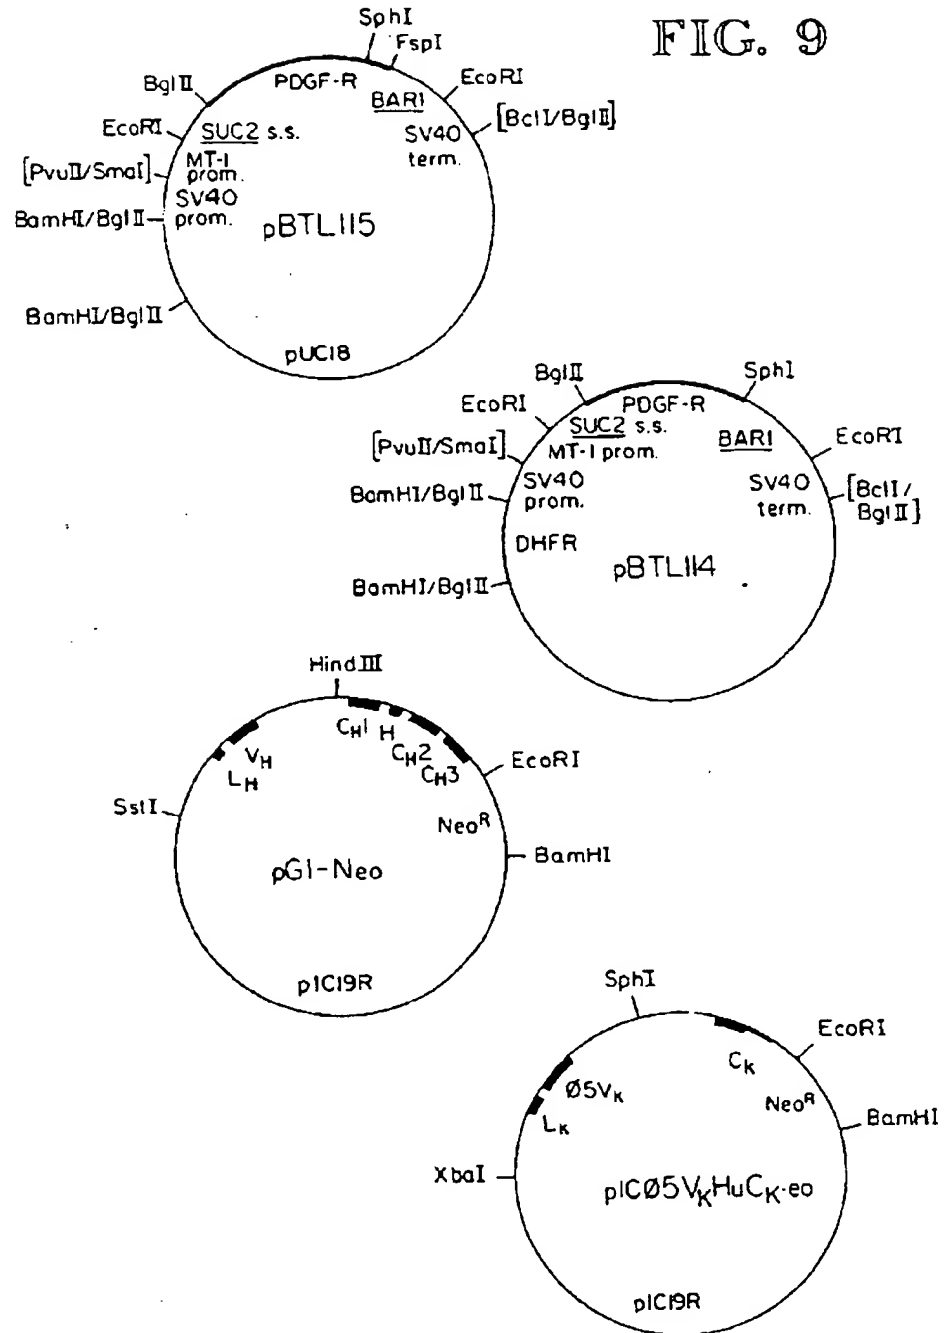 FIG. 9
SphI
FspI
PDGF-R
BglII
EcoRI
BAR1
[BclI/BglII]
EcoRI
SUC2 s.s.
SV40
term.
[PvuII/SmaI]
MT-1
prom.
SV40
prom.
BamHI/BglII
pBTL115
BamHI/BglII
pUC18
BglII
SphI
PDGF-R
EcoRI
SUC2 s.s.
BAR1
EcoRI
[PvuII/SmaI]
MT-1 prom.
SV40
prom.
SV40
term.
[BclI/
BglII]
BamHI/BglII
DHFR
pBTL114
BamHI/BglII
HindIII
CH1
H
CH2
CH3
VH
LH
EcoRI
SstI
NeoR
BamHI
pG1-Neo
pIC19R
SphI
EcoRI
CK
Ø5VK
NeoR
LK
BamHI
XbaI
pICØ5VKHuCK-eo
pIC19R